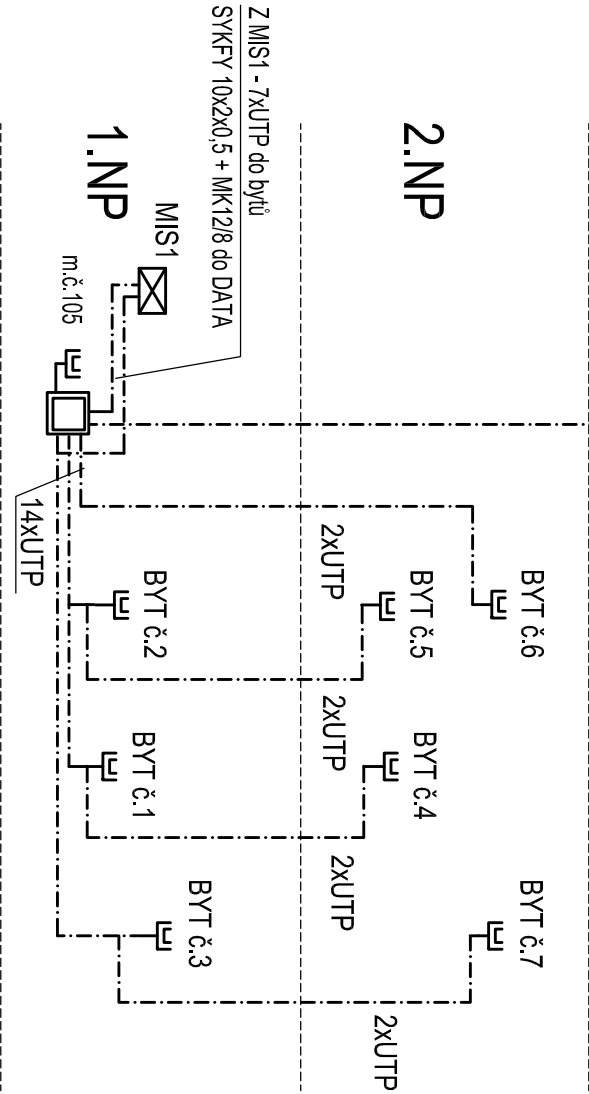 2.NP
BYT č.6
BYT č.5
BYT č.4
BYT č.7
2xUTP
2xUTP
2xUTP
2xUTP
Z MIS1 - 7xUTP do bytů
SYKFY 10x2x0,5 + MK12/8 do DATA
1.NP
MIS1
m.č.105
14xUTP
BYT č.2
BYT č.1
BYT č.3